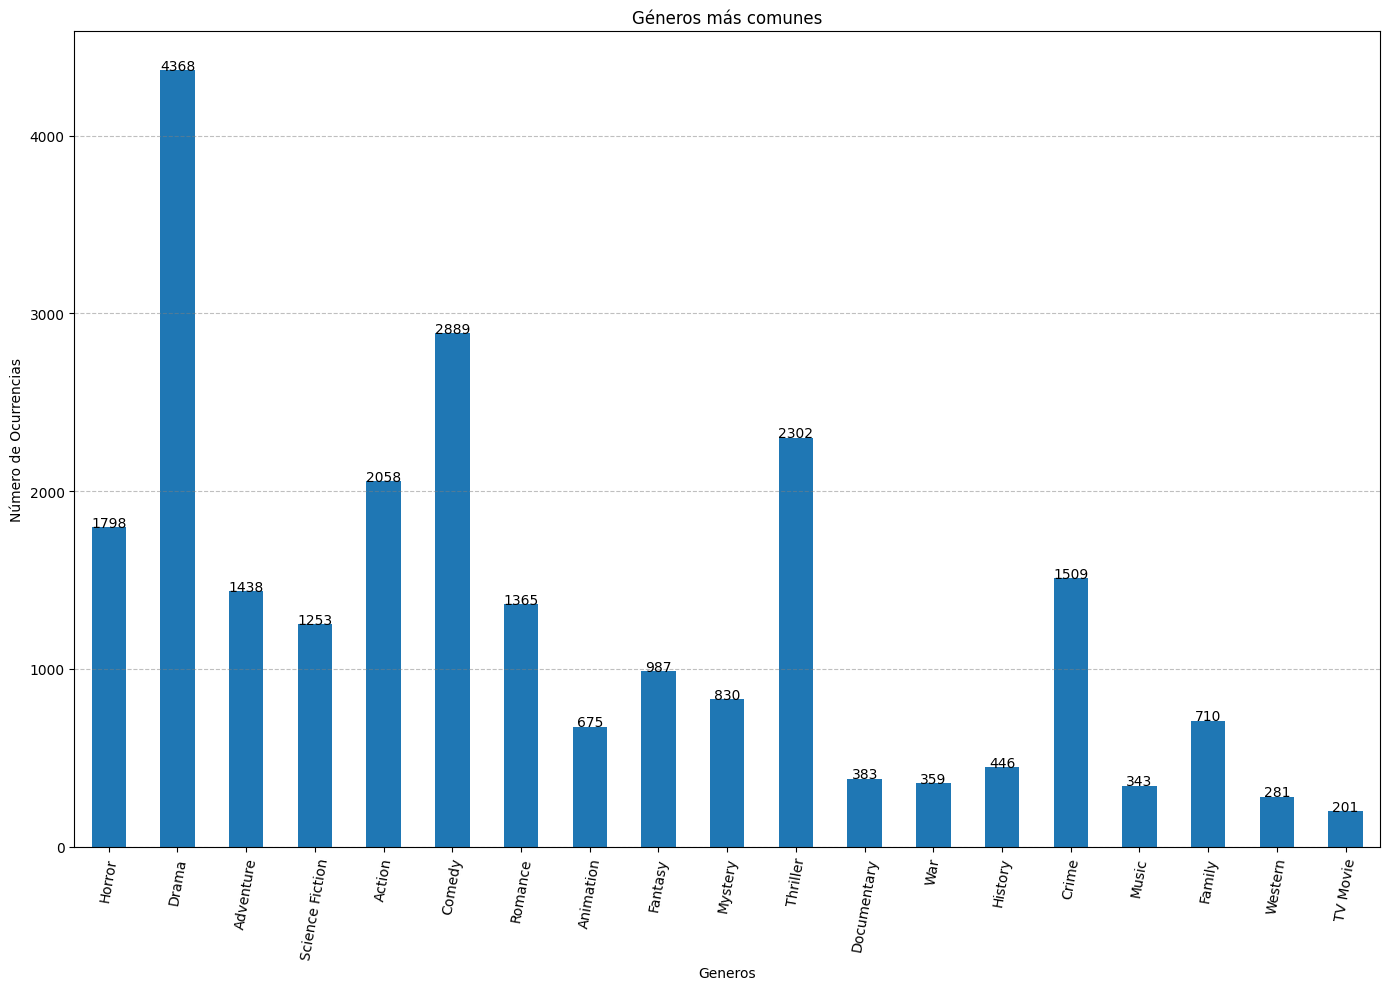 Géneros más comunes
Número de Ocurrencias
4000
3000
2000
1000
0
1798
4368
1438
1253
2058
2889
1365
675
987
830
2302
383
359
446
1509
343
710
281
201
Horror
Drama
Adventure
Science Fiction
Action
Comedy
Romance
Animation
Fantasy
Mystery
Thriller
Documentary
War
History
Crime
Music
Family
Western
TV Movie
Generos